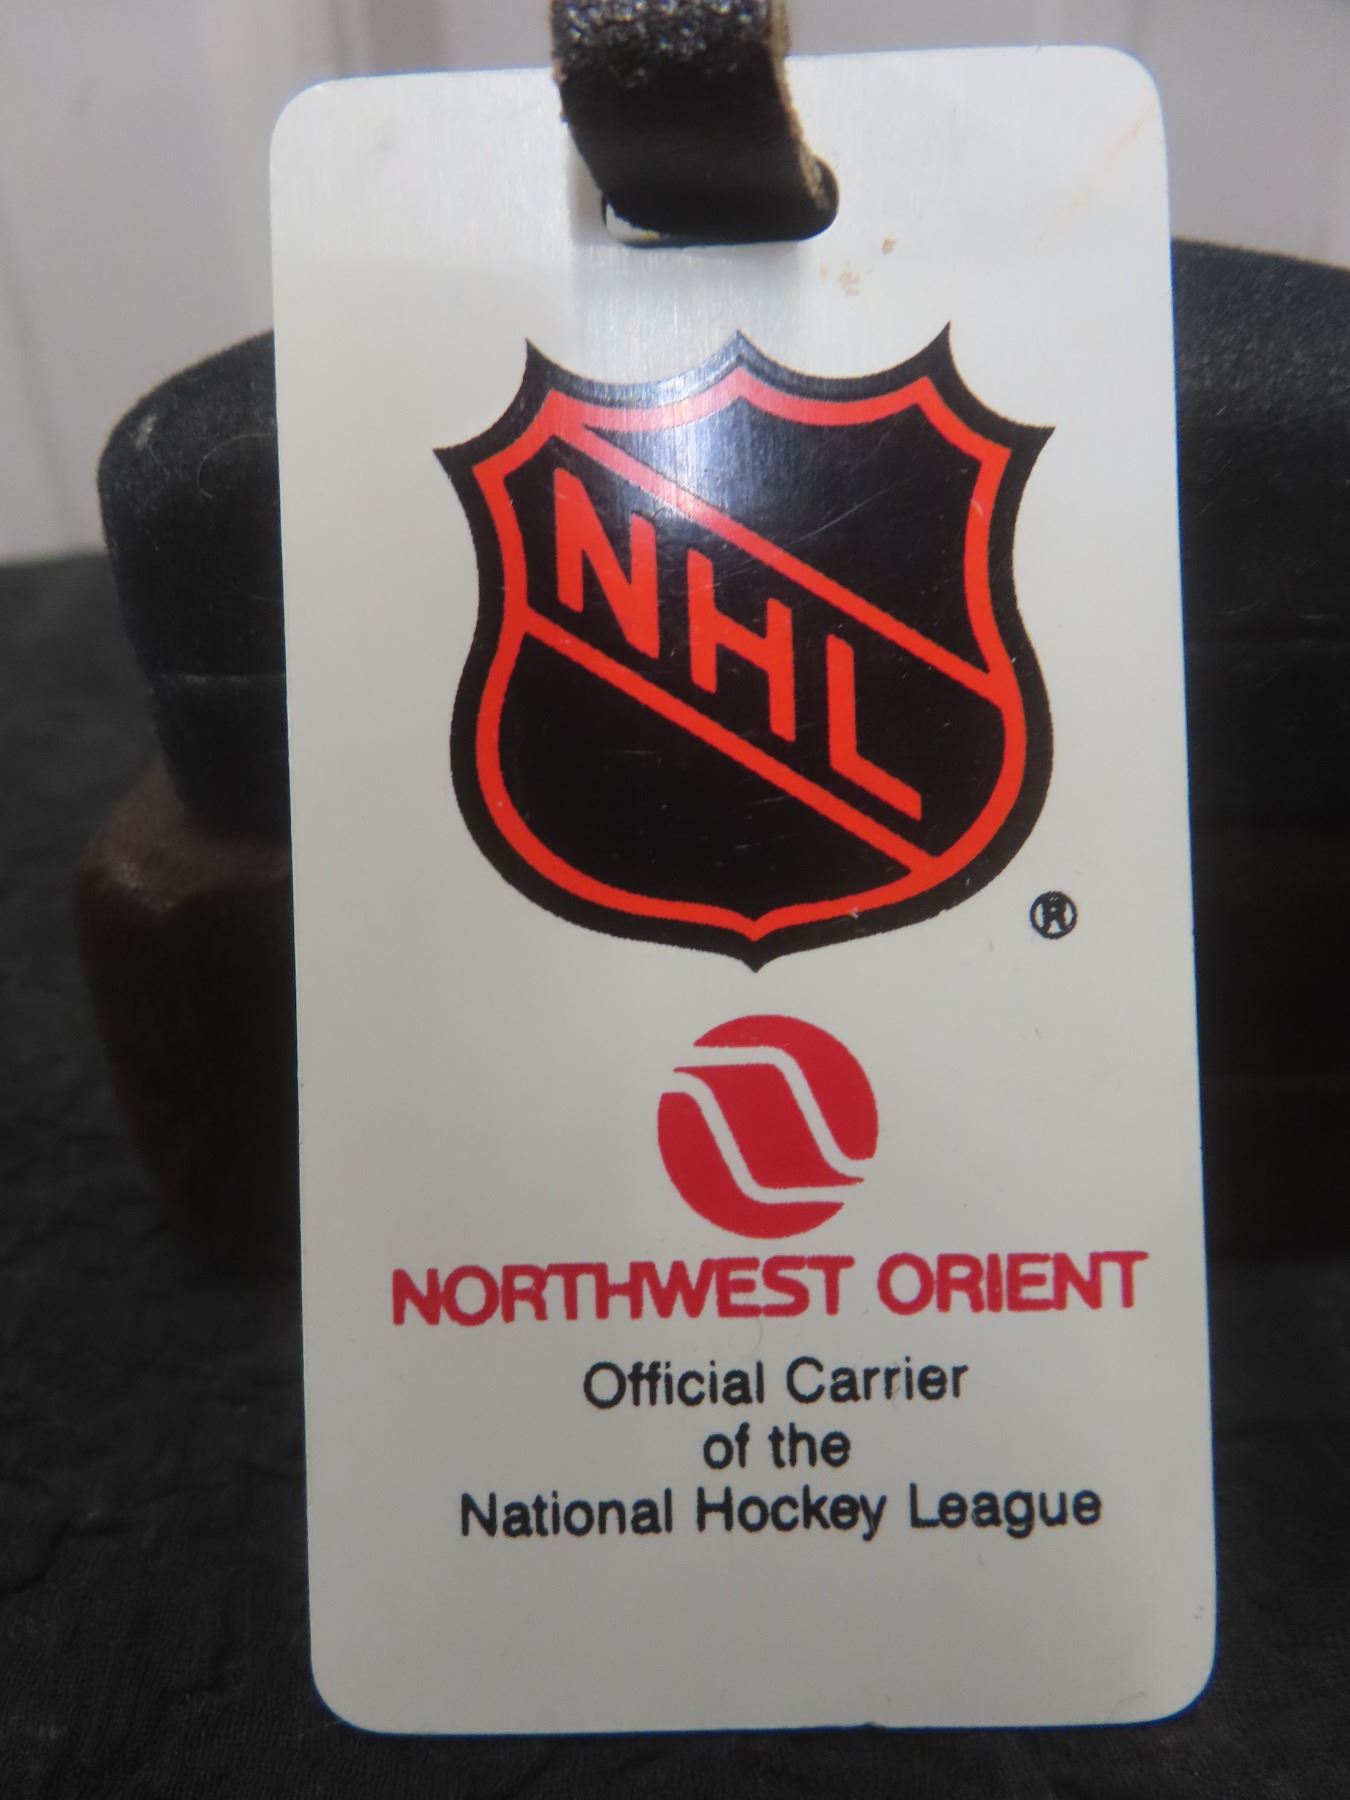 NHL
®
NORTHWEST ORIENT
Official Carrier
of the
National Hockey League